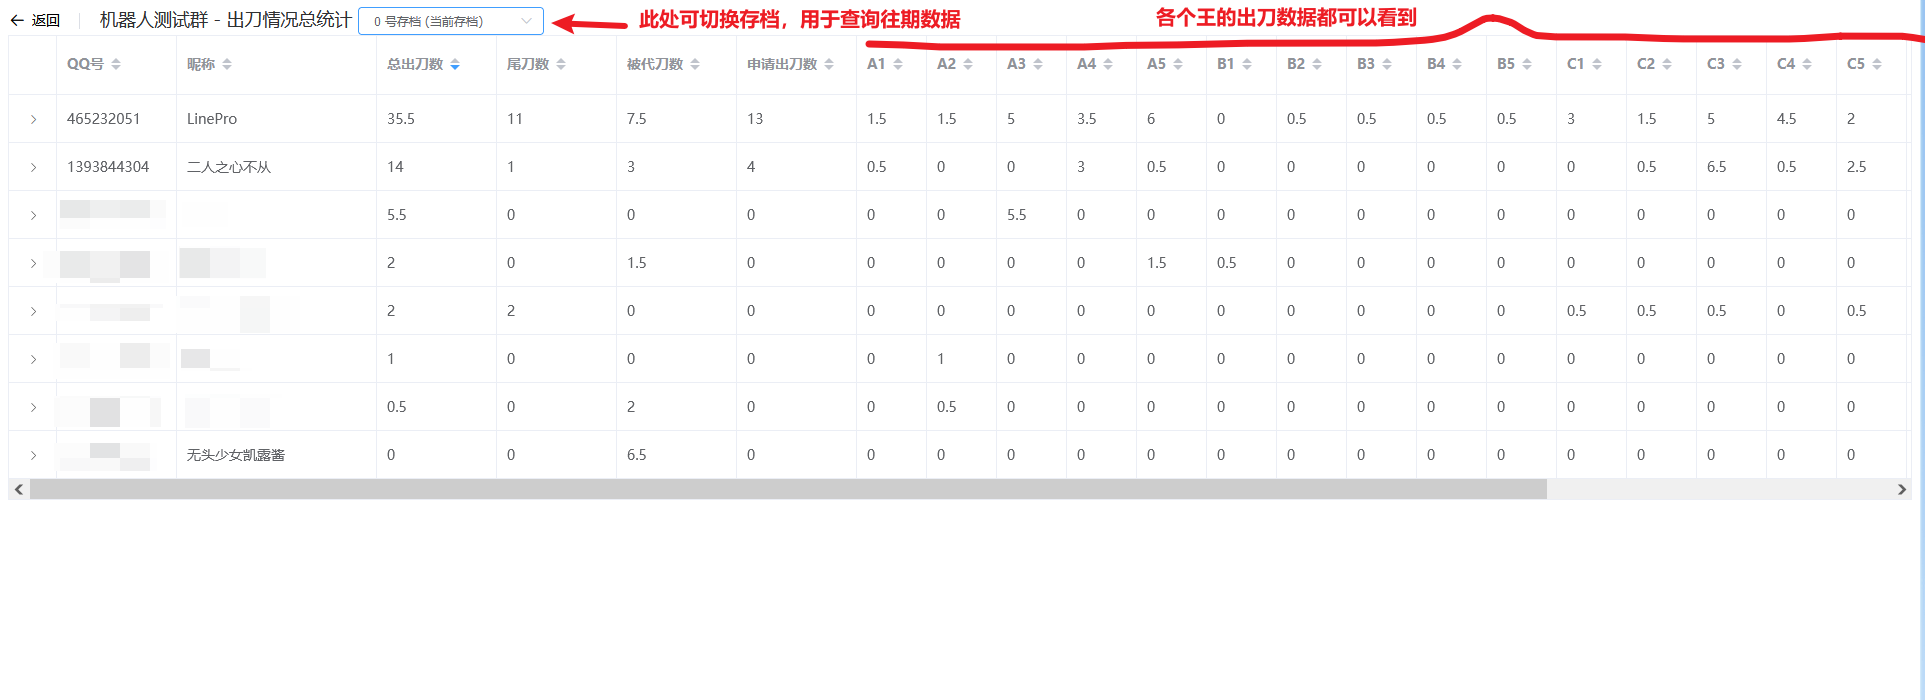 返回 机器人测试群 - 出刀情况总统计 0 号存档 (当前存档) 此处可切换存档，用于查询往期数据 各个王的出刀数据都可以看到
QQ号 昵称 总出刀数 尾刀数 被代刀数 申请出刀数 A1 A2 A3 A4 A5 B1 B2 B3 B4 B5 C1 C2 C3 C4 C5
465232051 LinePro 35.5 11 7.5 13 1.5 1.5 5 3.5 6 0 0.5 0.5 0.5 0.5 3 1.5 5 4.5 2
1393844304 二人之心不从 14 1 3 4 0.5 0 0 3 0.5 0 0 0 0 0 0 0.5 6.5 0.5 2.5
5.5 0 0 0 0 0 5.5 0 0 0 0 0 0 0 0 0 0 0 0
2 0 1.5 0 0 0 0 0 1.5 0.5 0 0 0 0 0 0 0 0 0
2 2 0 0 0 0 0 0 0 0 0 0 0 0 0.5 0.5 0.5 0 0.5
1 0 0 0 0 1 0 0 0 0 0 0 0 0 0 0 0 0 0
0.5 0 2 0 0 0.5 0 0 0 0 0 0 0 0 0 0 0 0 0
无头少女凯露酱 0 0 6.5 0 0 0 0 0 0 0 0 0 0 0 0 0 0 0 0